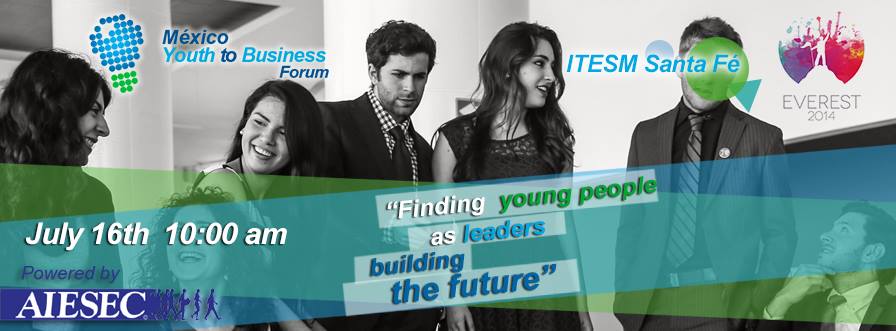 México
Youth to Business
Forum
ITESM Santa Fé
EVEREST
2014
July 16th 10:00 am
"Finding young people
as leaders
building
the future"
Powered by
AIESEC